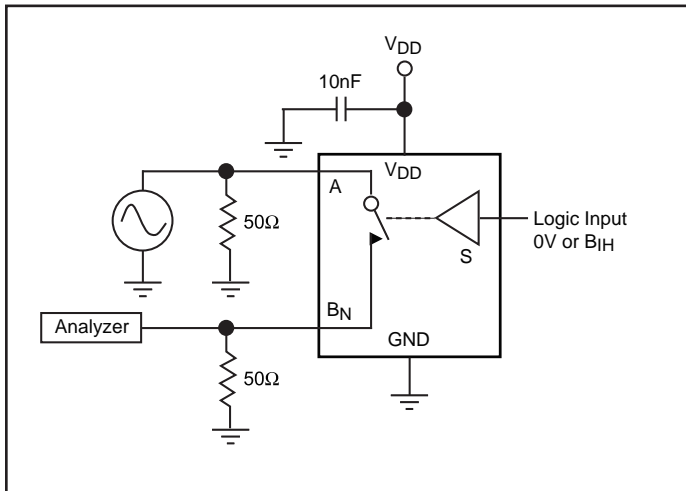 VDD
10nF
VDD
A
50Ω
S
Logic Input
0V or BIH
BN
Analyzer
GND
50Ω